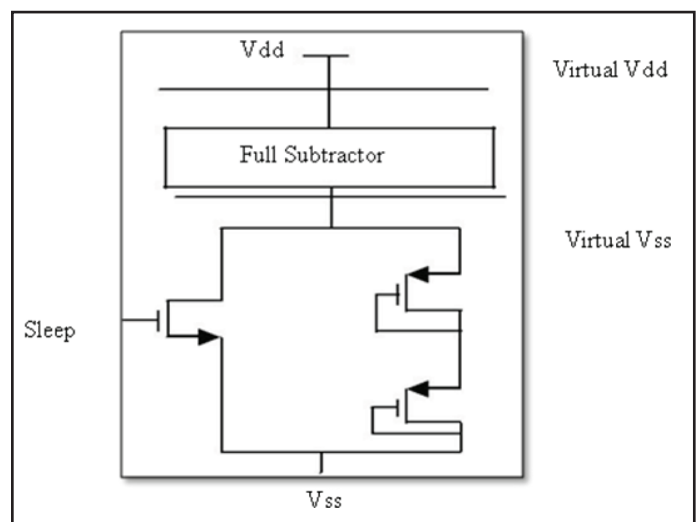 Vdd
Virtual Vdd
Full Subtractor
Virtual Vss
Sleep
Vss